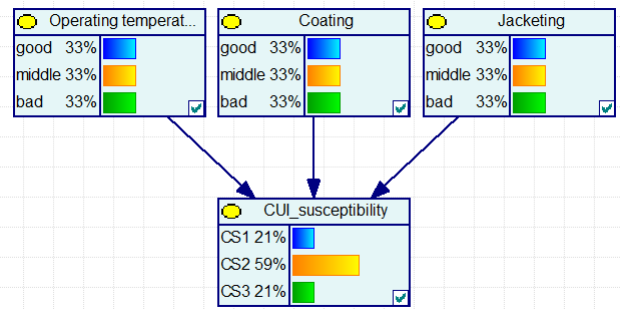 Operating temperat...
good 33%
middle 33%
bad 33%
Coating
good 33%
middle 33%
bad 33%
Jacketing
good 33%
middle 33%
bad 33%
CUI_susceptibility
CS1 21%
CS2 59%
CS3 21%